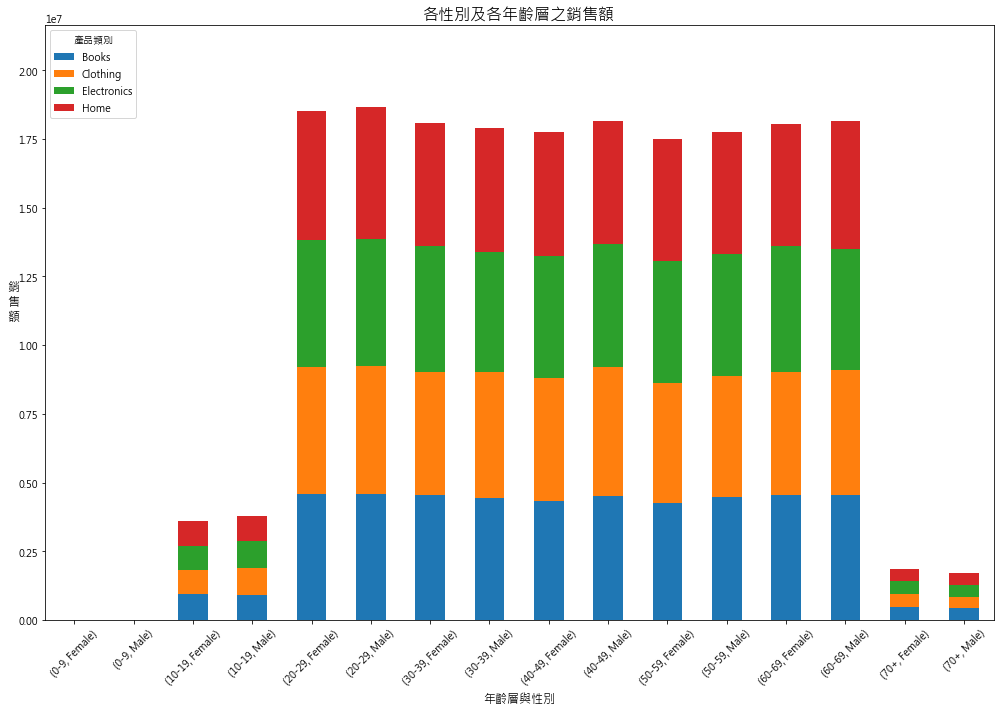 各性別及各年齡層之銷售額
1e7
產品類別
Books
Clothing
Electronics
Home
2.00
1.75
1.50
1.25
1.00
0.75
0.50
0.25
0.00
銷售額
(0-9, Female)
(0-9, Male)
(10-19, Female)
(10-19, Male)
(20-29, Female)
(20-29, Male)
(30-39, Female)
(30-39, Male)
(40-49, Female)
(40-49, Male)
(50-59, Female)
(50-59, Male)
(60-69, Female)
(60-69, Male)
(70+, Female)
(70+, Male)
年齡層與性別